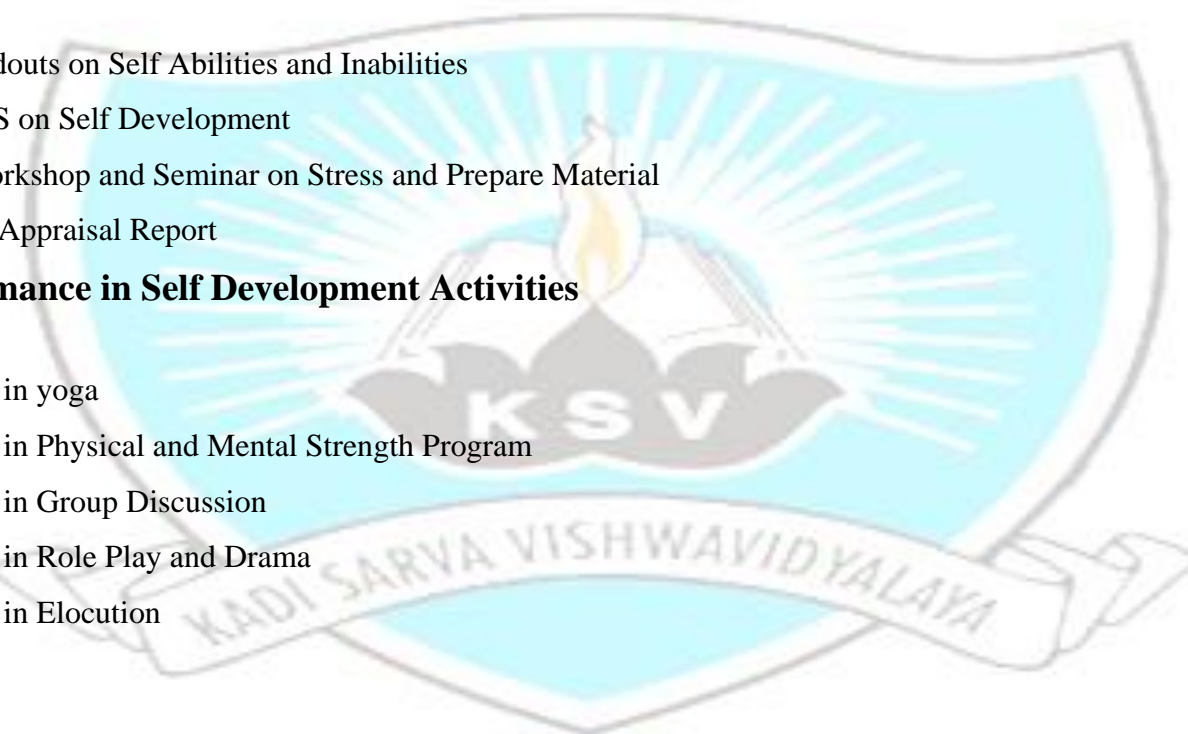 douts on Self Abilities and Inabilities
S on Self Development
orkshop and Seminar on Stress and Prepare Material
Appraisal Report
mance in Self Development Activities
in yoga
in Physical and Mental Strength Program
KSV
in Group Discussion
in Role Play and Drama
in Elocution
KADI SARVA VISHWAVIDYALAYA